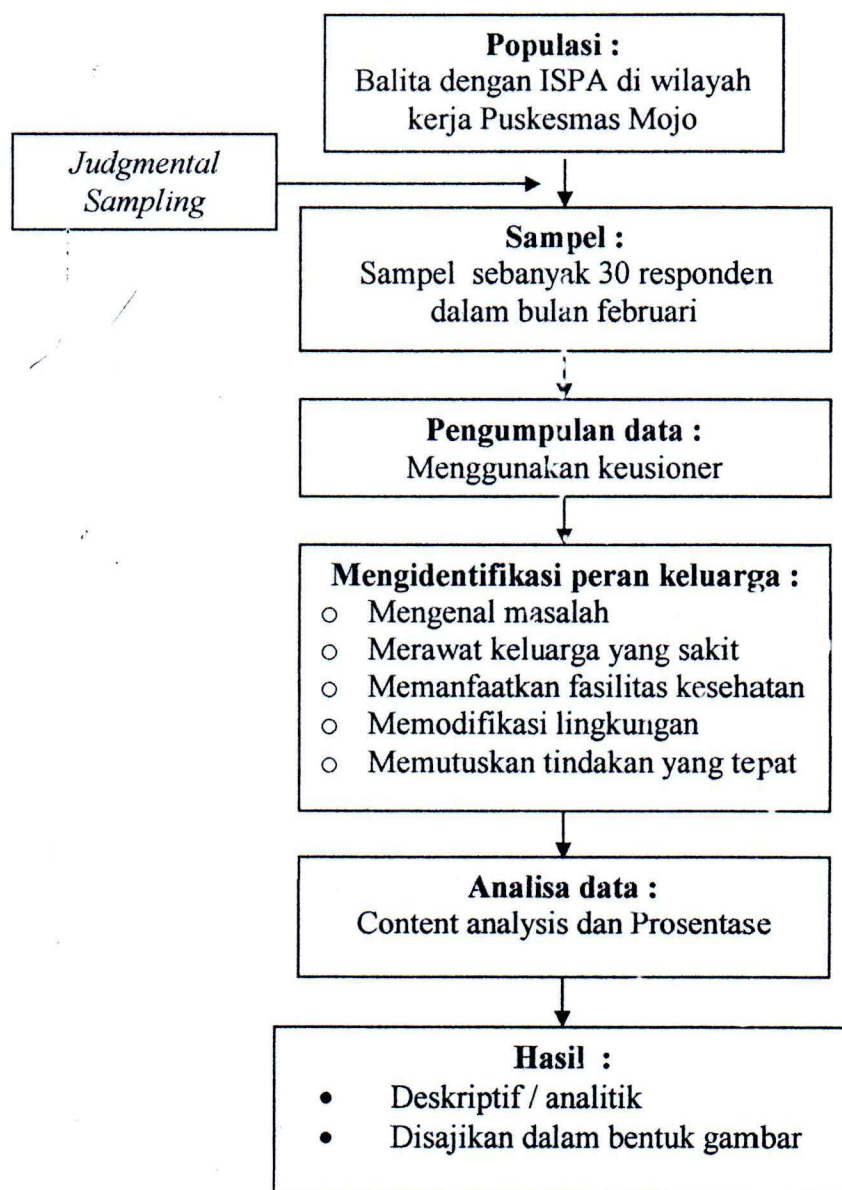 Populasi :
Balita dengan ISPA di wilayah
kerja Puskesmas Mojo
Judgmental
Sampling
Sampel :
Sampel sebanyak 30 responden
dalam bulan februari
Pengumpulan data :
Menggunakan keusioner
Mengidentifikasi peran keluarga :
○ Mengenal masalah
○ Merawat keluarga yang sakit
○ Memanfaatkan fasilitas kesehatan
○ Memodifikasi lingkungan
○ Memutuskan tindakan yang tepat
Analisa data :
Content analysis dan Prosentase
Hasil :
• Deskriptif / analitik
• Disajikan dalam bentuk gambar